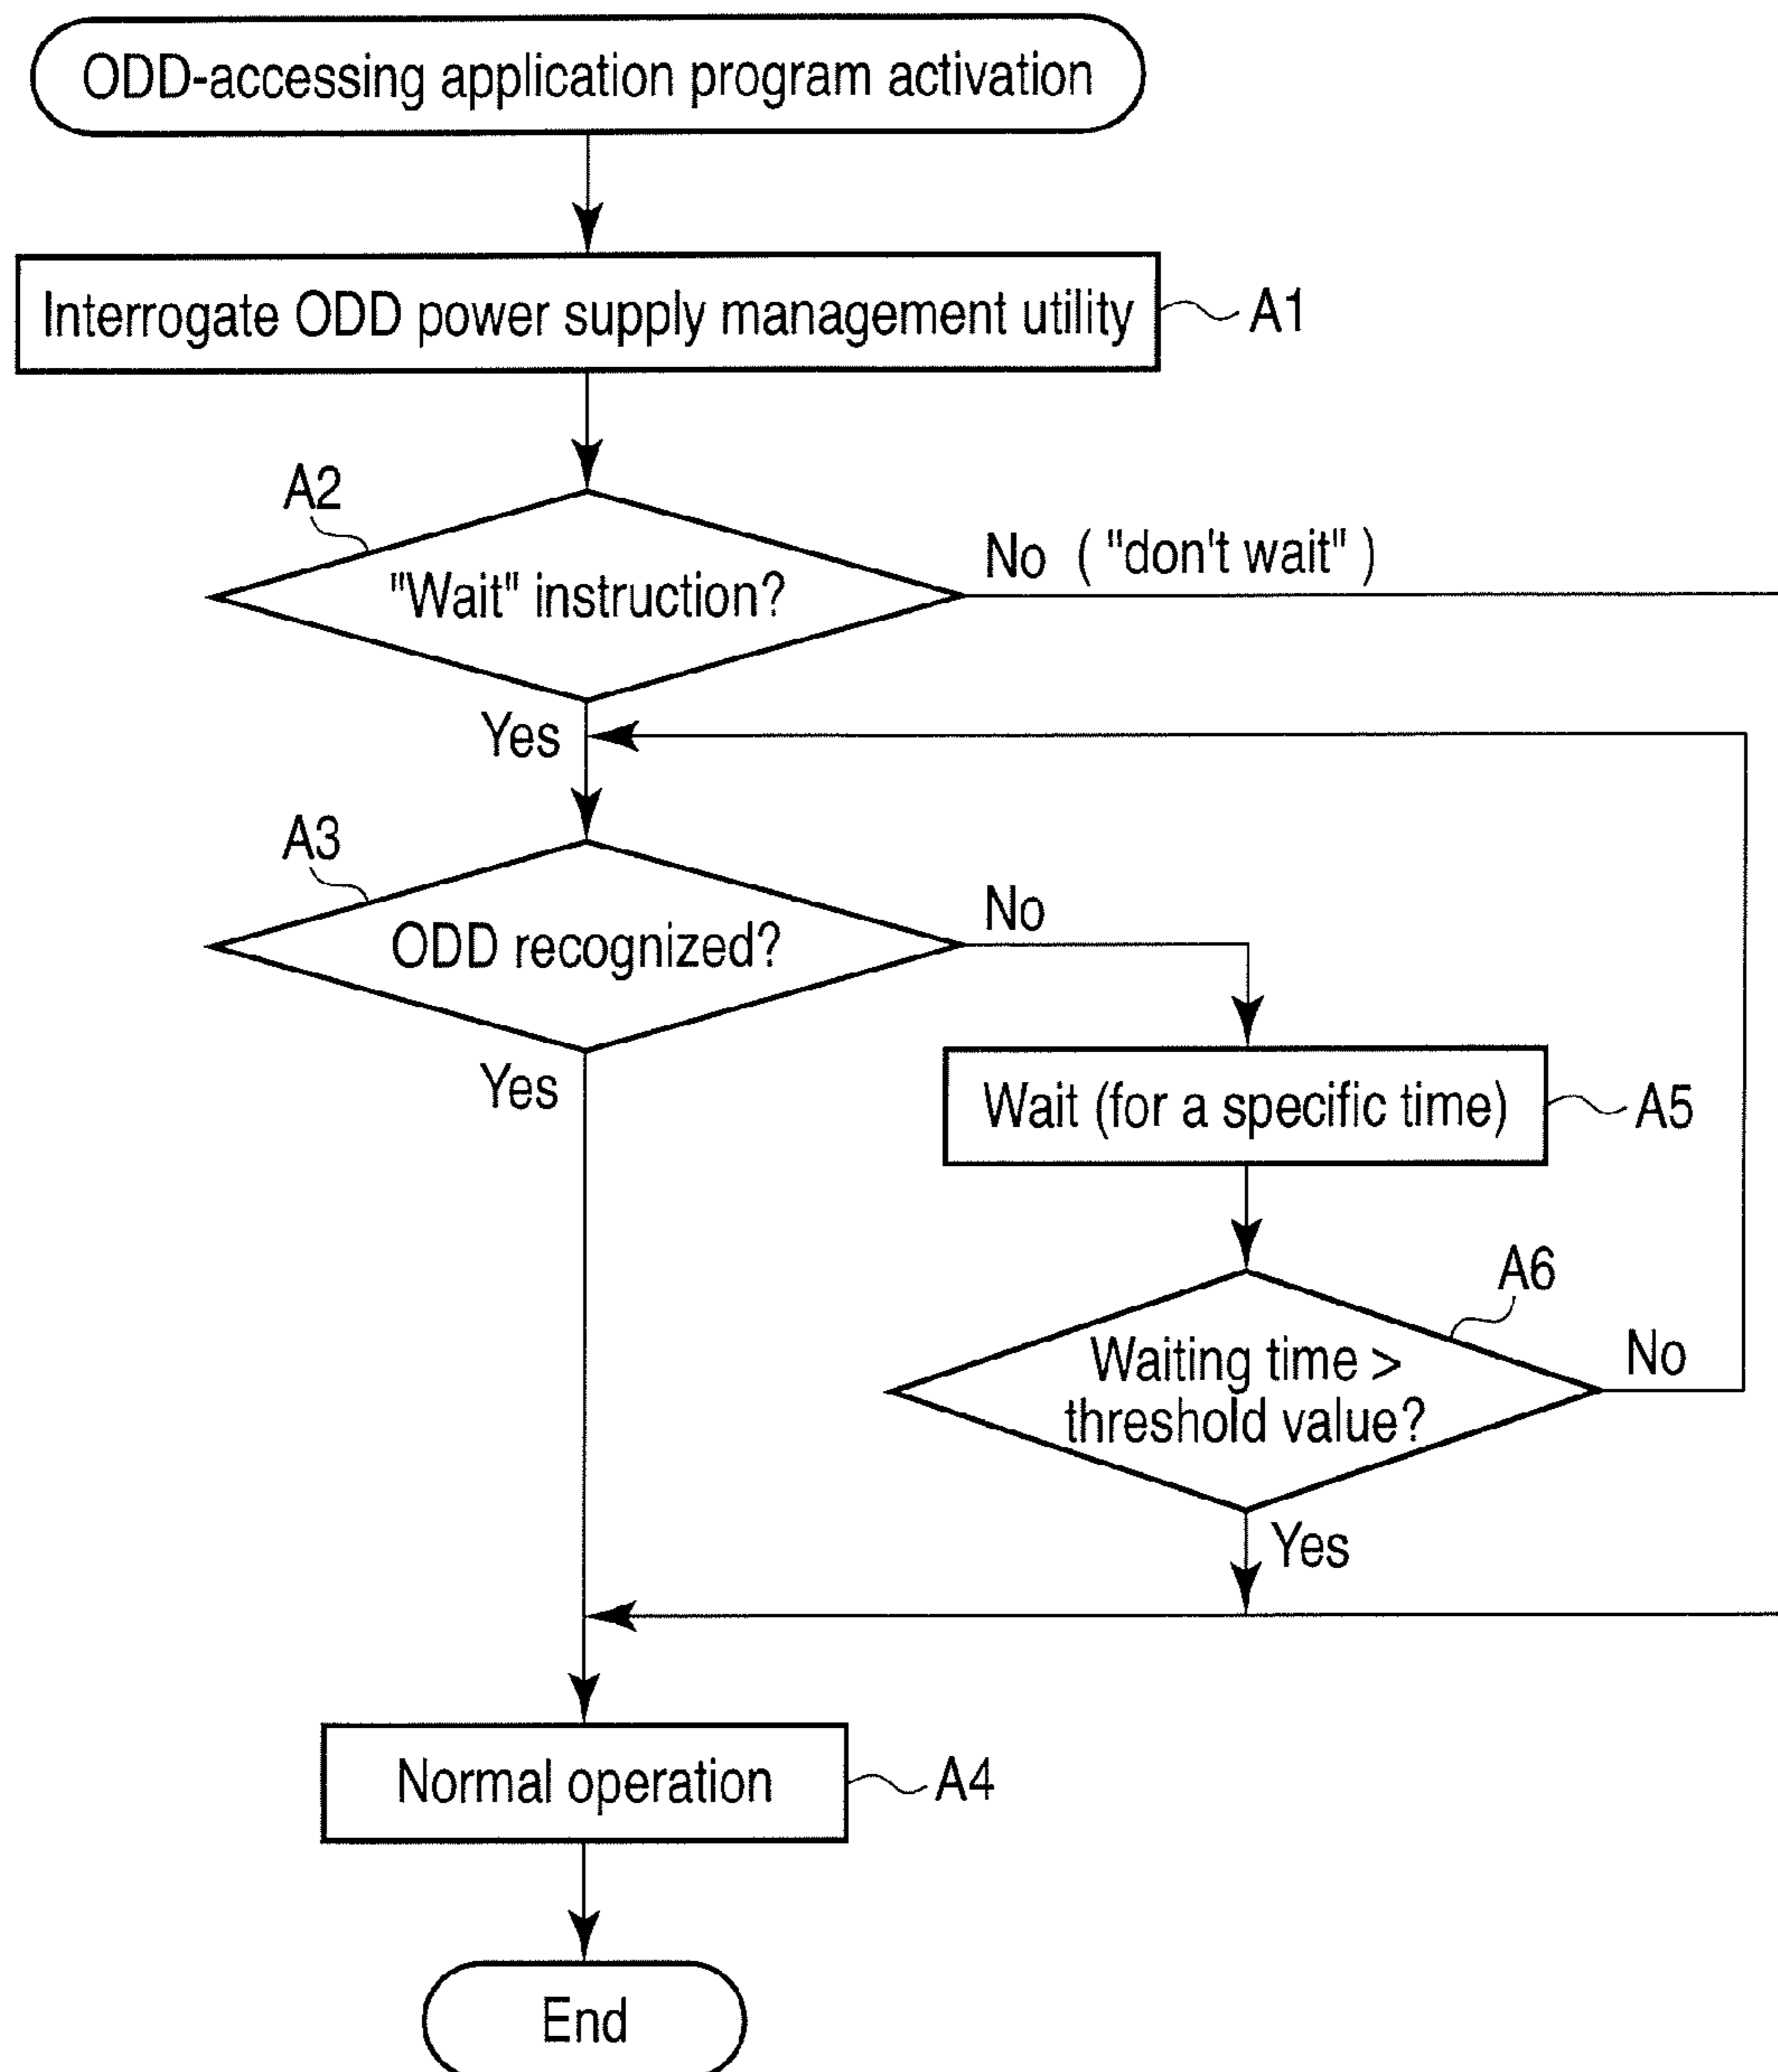 ODD-accessing application program activation
Interrogate ODD power supply management utility
A1
A2
"Wait" instruction?
No ( "don't wait" )
Yes
A3
ODD recognized?
No
Yes
Wait (for a specific time)
A5
A6
Waiting time >
threshold value?
No
Yes
Normal operation
A4
End